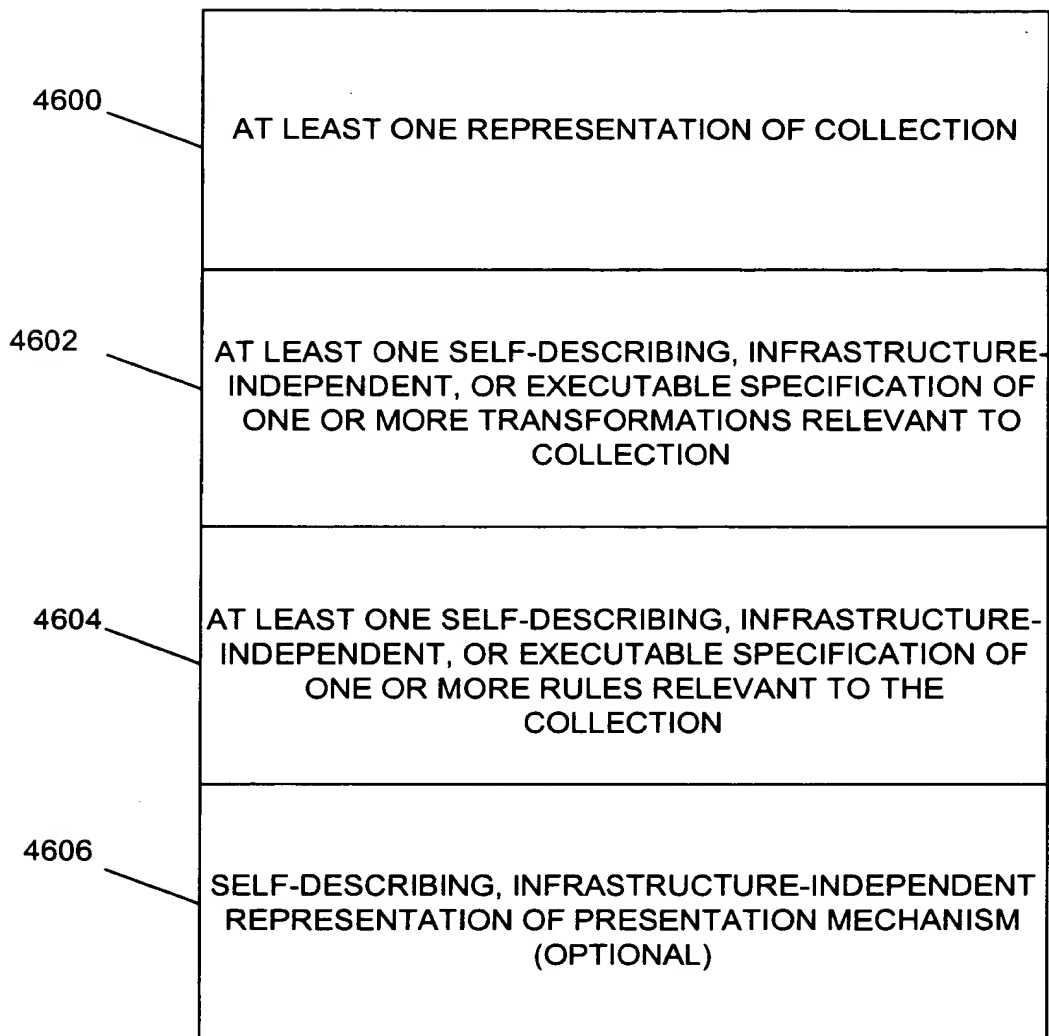 4600
AT LEAST ONE REPRESENTATION OF COLLECTION
4602
AT LEAST ONE SELF-DESCRIBING, INFRASTRUCTURE-
INDEPENDENT, OR EXECUTABLE SPECIFICATION OF
ONE OR MORE TRANSFORMATIONS RELEVANT TO
COLLECTION
4604
AT LEAST ONE SELF-DESCRIBING, INFRASTRUCTURE-
INDEPENDENT, OR EXECUTABLE SPECIFICATION OF
ONE OR MORE RULES RELEVANT TO THE
COLLECTION
4606
SELF-DESCRIBING, INFRASTRUCTURE-INDEPENDENT
REPRESENTATION OF PRESENTATION MECHANISM
(OPTIONAL)